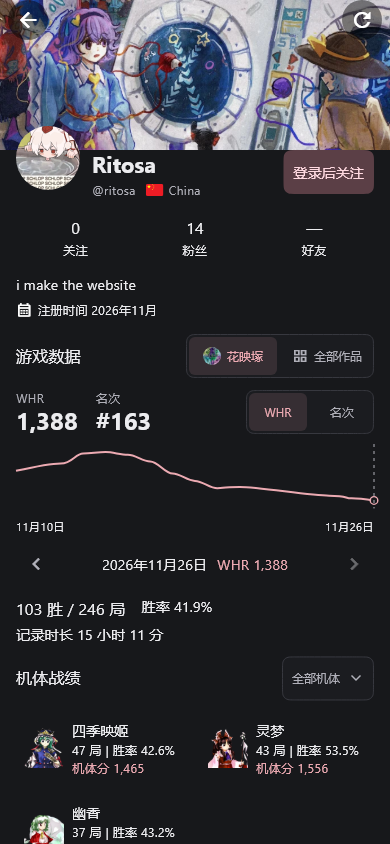 SCHLOP SCHLOP SCHLOP
Ritosa
@ritosa China
登录后关注
0 14 —
关注 粉丝 好友
i make the website
注册时间 2026年11月
游戏数据
花映塚 全部作品
WHR 名次
1,388 #163
WHR 名次
11月10日 11月26日
2026年11月26日 WHR 1,388
103 胜 / 246 局 胜率 41.9%
记录时长 15 小时 11 分
机体战绩 全部机体
四季映姬 灵梦
47 局 | 胜率 42.6% 43 局 | 胜率 53.5%
机体分 1,465 机体分 1,556
幽香
37 局 | 胜率 43.2%